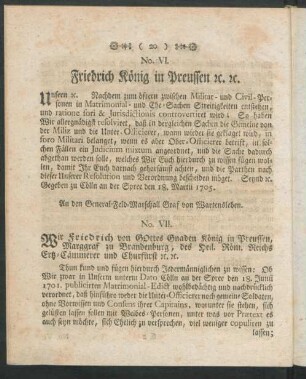 ( 20 )
No. VI.
Friedrich König in Preussen ꝛc. ꝛc.
Unsern ꝛc. Nachdem zum öfftern zwischen Militar- und Civil-Per-
sonen in Matrimonial- und Ehe-Sachen Streitigkeiten entstehen,
und ratione fori & Jurisdictionis controvertiret wird; So haben
Wir allergnädigst resolviret, daß in dergleichen Sachen die Gemeine von
der Miliz und die Unter-Officierer, wann wieder sie geklaget wird, in
foro Militari belanget, wenn es aber Ober-Officierer betrifft, in sol-
chen Fällen ein Judicium mixtum angeordnet, und die Sache dadurch
abgethan werden solle, welches Wir Euch hierdurch zu wissen fügen wol-
len, damit Ihr Euch darnach gehorsamst achten, und die Parthen nach
dieser Unserer Resolution und Verordnung bescheiden möget. Seynd ꝛc.
Gegeben zu Cölln an der Spree den 18. Martii 1705.
An den General-Feld-Marschall Graf von Wartensleben.
No. VII.
Wir Friedrich von GOttes Gnaden König in Preussen,
Marggraf zu Brandenburg, des Heil. Röm. Reichs
Ertz-Cämmerer und Churfürst ꝛc. ꝛc.
Thun kund und fügen hierdurch Jedermänniglichen zu wissen: Ob
Wir zwar in Unserm unterm Dato Cölln an der Spree den 18. Junii
1701. publicirten Matrimonial-Edict wohlbedächtig und nachdrücklich
verordnet, daß hinführo weder die Unter-Officierer noch gemeine Soldaten,
ohne Vorwissen und Consens ihrer Capitains, worunter sie stehen, sich
gelüsten lassen sollen mit Weibes-Personen, unter was vor Prætext es
auch seyn möchte, sich Ehelich zu versprechen, viel weniger copuliren zu
lassen;